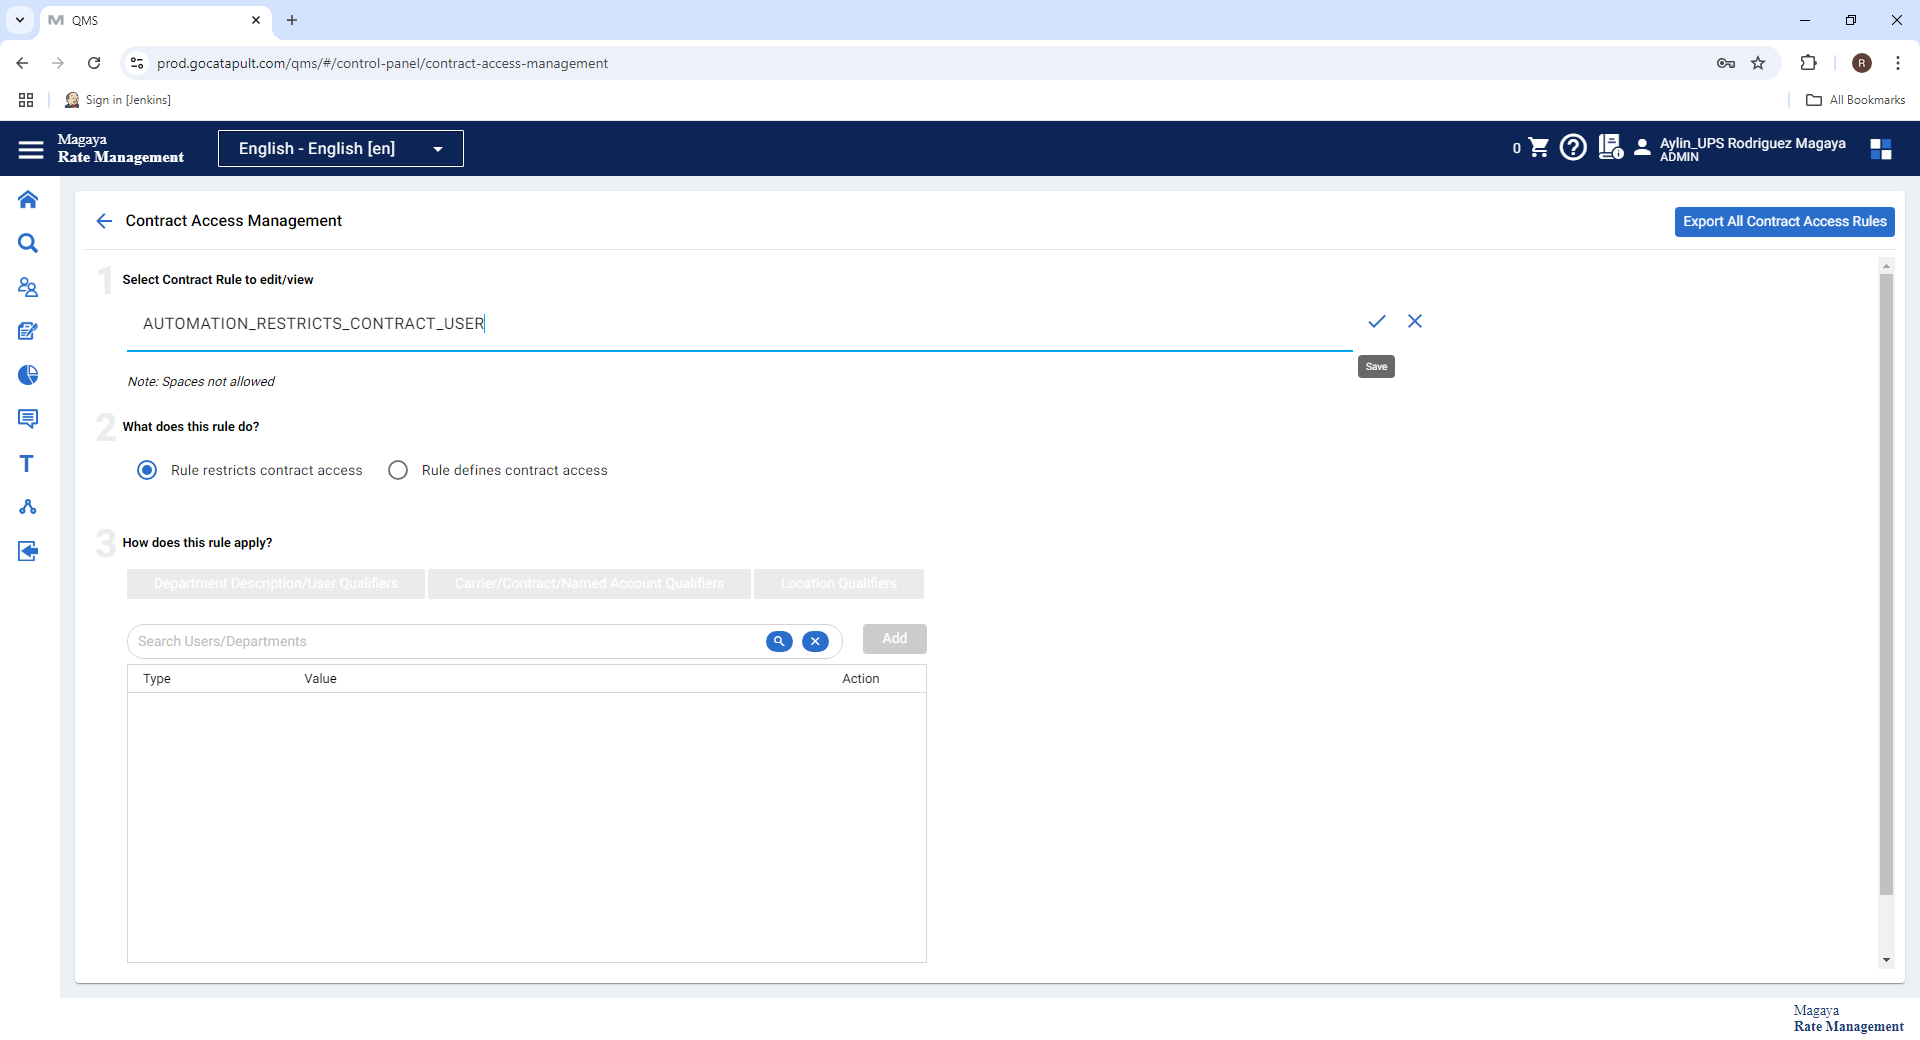 QMS
prod.gocatapult.com/qms/#/control-panel/contract-access-management
R
Sign in [Jenkins]
All Bookmarks
Magaya
Rate Management
English - English [en]
0
Aylin_UPS Rodriguez Magaya
ADMIN
Contract Access Management
Export All Contract Access Rules
1 Select Contract Rule to edit/view
AUTOMATION_RESTRICTS_CONTRACT_USER
Save
Note: Spaces not allowed
2 What does this rule do?
Rule restricts contract access
Rule defines contract access
3 How does this rule apply?
Department Description/User Qualifiers
Carrier/Contract/Named Account Qualifiers
Location Qualifiers
Search Users/Departments
Add
Type Value Action
Magaya
Rate Management